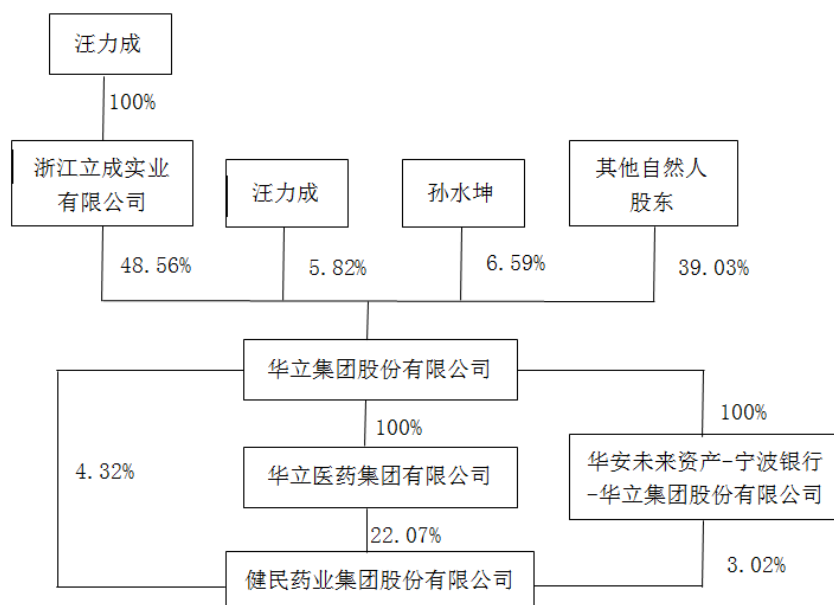 汪力成
100%
浙江立成实业
有限公司
汪力成
孙水坤
其他自然人
股东
48.56%
5.82%
6.59%
39.03%
华立集团股份有限公司
100%
100%
4.32%
华立医药集团有限公司
华安未来资产-宁波银行
-华立集团股份有限公司
22.07%
3.02%
健民药业集团股份有限公司